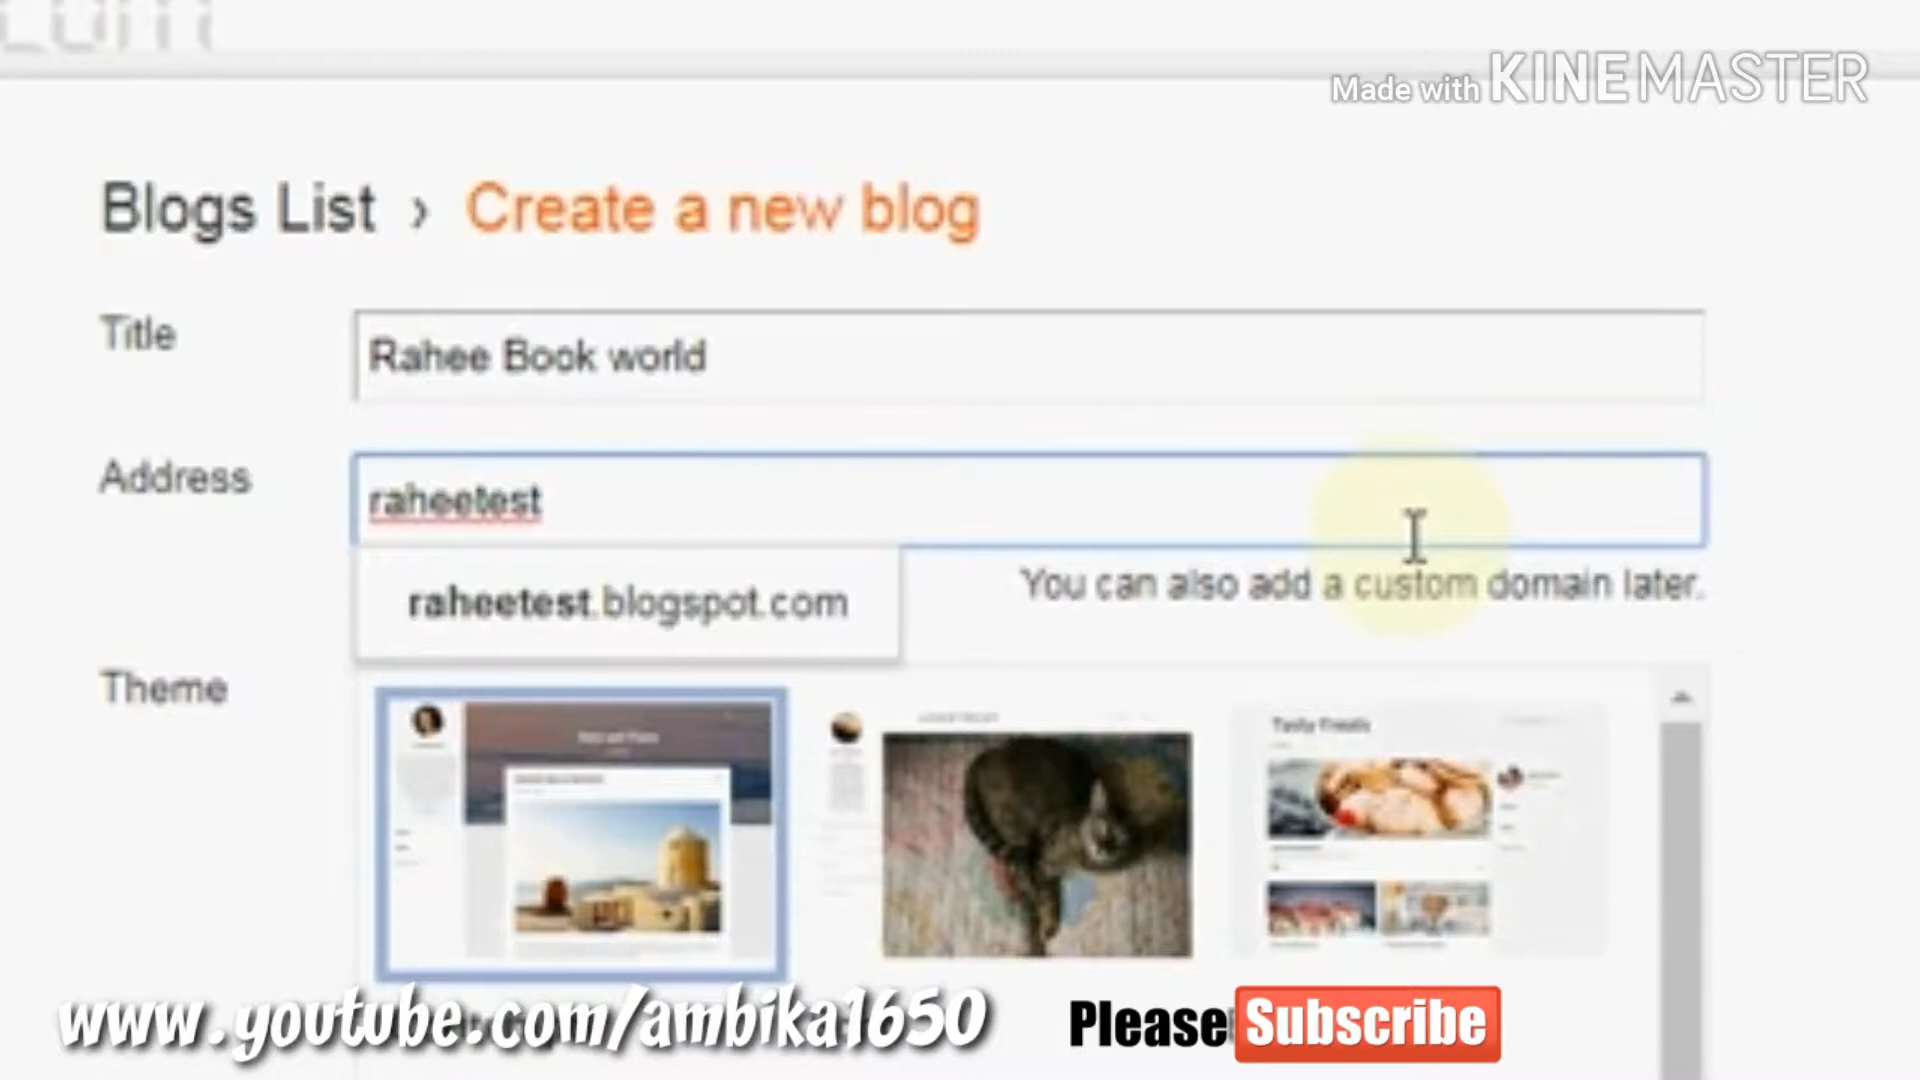 com
Made with KINEMASTER
Blogs List › Create a new blog
Title
Rahee Book world
Address
raheetest
raheetest.blogspot.com
You can also add a custom domain later.
Theme
Tasty Treats
www.youtube.com/ambika1650
Please Subscribe